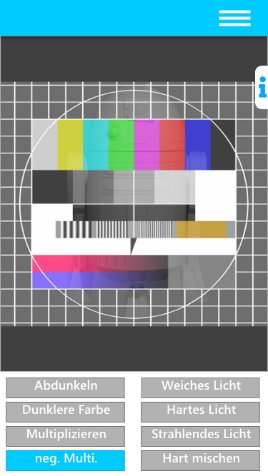 i
Abdunkeln
Weiches Licht
Dunklere Farbe
Hartes Licht
Multiplizieren
Strahlendes Licht
neg. Multi.
Hart mischen